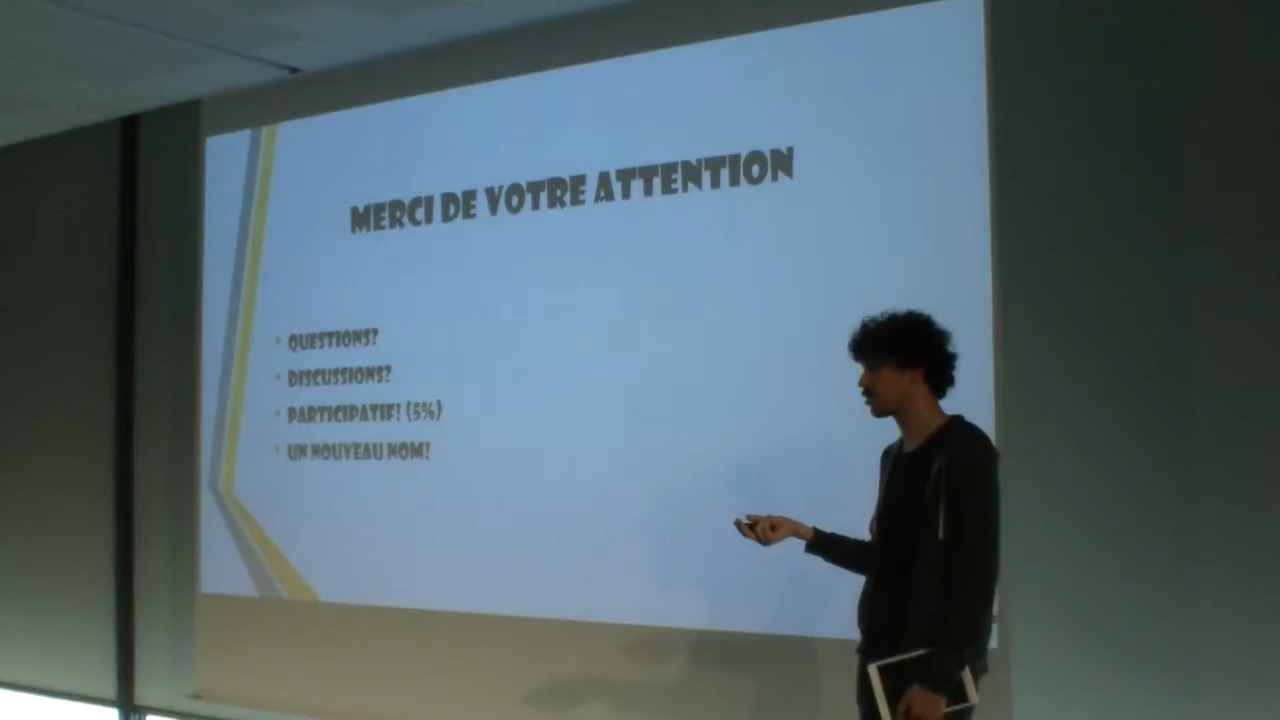 MERCI DE VOTRE ATTENTION
• QUESTIONS?
• DISCUSSIONS?
• PARTICIPATIF! (5%)
• UN NOUVEAU NOM!